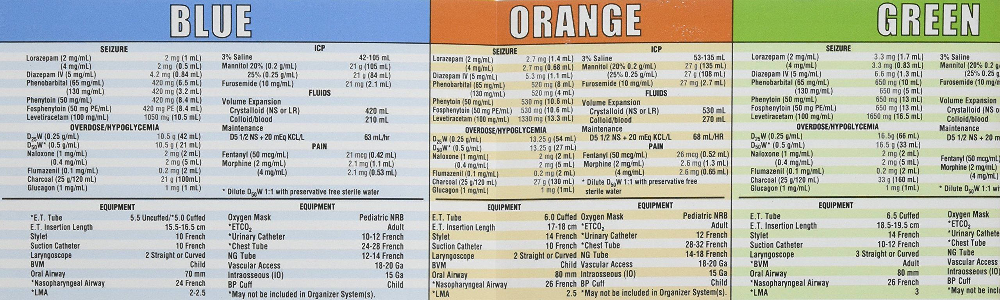 BLUE
SEIZURE
Lorazepam (2 mg/mL) 2 mg (1 mL)
(4 mg/mL) 2 mg (0.5 mL)
Diazepam IV (5 mg/mL) 4.2 mg (0.84 mL)
Phenobarbital (65 mg/mL) 420 mg (6.5 mL)
(130 mg/mL) 420 mg (3.2 mL)
Phenytoin (50 mg/mL) 420 mg (8.4 mL)
Fosphenytoin (50 mg PE/mL) 420 mg PE (8.4 mL)
Levetiracetam (100 mg/mL) 1050 mg (10.5 mL)
OVERDOSE/HYPOGLYCEMIA
D25W (0.25 g/mL) 10.5 g (42 mL)
D50W* (0.5 g/mL) 10.5 g ( 21 mL)
Naloxone (1 mg/mL) 2 mg (2 mL)
(0.4 mg/mL) 2 mg (5 mL)
Flumazenil (0.1 mg/mL) 0.2 mg (2 mL)
Charcoal (25 g/120 mL) 21 g (100mL)
Glucagon (1 mg/mL) 1 mg (1 mL)
ICP
3% Saline 42-105 mL
Mannitol 20% (0.2 g/mL) 21 g (105 mL)
25% (0.25 g/mL) 21 g (84 mL)
Furosemide (10 mg/mL) 21 mg (2.1 mL)
FLUIDS
Volume Expansion
Crystalloid (NS or LR) 420 mL
Colloid/blood 210 mL
Maintenance
D5 1/2 NS + 20 mEq KCL/L 63 mL/hr
PAIN
Fentanyl (50 mcg/mL) 21 mcg (0.42 mL)
Morphine (2 mg/mL) 2.1 mg (1.1 mL)
(4 mg/mL) 2.1 mg (0.53 mL)
* Dilute D50W 1:1 with preservative free sterile water
EQUIPMENT
*E.T. Tube 5.5 Uncuffed/*5.0 Cuffed
E.T. Insertion Length 15.5-16.5 cm
Stylet 10 French
Suction Catheter 10 French
Laryngoscope 2 Straight or Curved
BVM Child
Oral Airway 70 mm
*Nasopharyngeal Airway 24 French
*LMA 2-2.5
EQUIPMENT
Oxygen Mask Pediatric NRB
*ETCO2 Adult
*Urinary Catheter 10-12 French
*Chest Tube 24-28 French
NG Tube 12-14 French
Vascular Access 18-20 Ga
Intraosseous (IO) 15 Ga
BP Cuff Child
*May not be included in Organizer System(s).
ORANGE
SEIZURE
Lorazepam (2 mg/mL) 2.7 mg (1.4 mL)
(4 mg/mL) 2.7 mg (0.68 mL)
Diazepam IV (5 mg/mL) 5.3 mg (1.1 mL)
Phenobarbital (65 mg/mL) 520 mg (8 mL)
(130 mg/mL) 520 mg (4 mL)
Phenytoin (50 mg/mL) 530 mg (10.6 mL)
Fosphenytoin (50 mg PE/mL) 530 mg (10.6 mL)
Levetiracetam (100 mg/mL) 1330 mg (13.3 mL)
OVERDOSE/HYPOGLYCEMIA
D25W (0.25 g/mL) 13.25 g (54 mL)
D50W* (0.5 g/mL) 13.25 g (27 mL)
Naloxone (1 mg/mL) 2 mg (2 mL)
(0.4 mg/mL) 2 mg (5 mL)
Flumazenil (0.1 mg/mL) 0.2 mg (2 mL)
Charcoal (25 g/120 mL) 27 g (130 mL)
Glucagon (1 mg/mL) 1 mg (1mL)
ICP
3% Saline 53-135 mL
Mannitol (20% 0.2 g/mL) 27 g (135 mL)
(25% 0.25 g/mL) 27 g (108 mL)
Furosemide (10 mg/mL) 27 mg (2.7 mL)
FLUIDS
Volume Expansion
Crystalloid (NS or LR) 530 mL
Colloid/blood 270 mL
Maintenance
D5 1/2 NS + 20 mEq KCL/L 68 mL/HR
PAIN
Fentanyl (50 mcg/mL) 26 mcg (0.52 mL)
Morphine (2 mg/mL) 2.6 mg (1.3 mL)
(4 mg/mL) 2.6 mg (0.65 mL)
* Dilute D50W 1:1 with preservative free
sterile water
EQUIPMENT
E.T. Tube 6.0 Cuffed
E.T. Insertion Length 17-18 cm
Stylet 14 French
Suction Catheter 10 French
Laryngoscope 2 Straight or Curved
BVM Child
Oral Airway 80 mm
*Nasopharyngeal Airway 26 French
*LMA 2.5
EQUIPMENT
Oxygen Mask Pediatric NRB
*ETCO2 Adult
*Urinary Catheter 12 French
*Chest Tube 28-32 French
NG Tube 14-18 French
Vascular Access 18-20 Ga
Intraosseous (IO) 15 Ga
BP Cuff Child
*May not be included in Organizer System(s).
GREEN
SEIZURE
Lorazepam (2 mg/mL) 3.3 mg (1.7 mL)
(4 mg/mL) 3.3 mg (0.83 mL)
Diazepam IV (5 mg/mL) 6.6 mg (1.3 mL)
Phenobarbital (65 mg/mL) 650 mg (10 mL)
(130 mg/mL) 650 mg (5 mL)
Phenytoin (50 mg/mL) 650 mg (13 mL)
Fosphenytoin (50 mg PE/mL) 650 mg (13 mL)
Levetiracetam (100 mg/mL) 1650 mg (16.5 mL)
OVERDOSE/HYPOGLYCEMIA
D25W (0.25 g/mL) 16.5g (66 mL)
D50W* (0.5 g/mL) 16.5 g (33 mL)
Naloxone (1 mg/mL) 2 mg (2 mL)
(0.4 mg/mL) 2 mg (5 mL)
Flumazenil (0.1 mg/mL) 0.2 mg (2 mL)
Charcoal (25 g/120 mL) 33 g (160 mL)
Glucagon (1 mg/mL) 1 mg (1mL)
3% Saline
Mannitol (20% 0.2 g/
(25% 0.25 g
Furosemide (10 mg/m
Volume Expansion
Crystalloid (NS o
Colloid/blood
Maintenance
D5 1/2 NS + 20 m
Fentanyl (50 mcg/mL)
Morphine (2 mg/mL)
(4 mg/mL)
* Dilute D50W 1:1 wi
EQUIPMENT
E.T. Tube 6.5 Cuffed
E.T. Insertion Length 18.5-19.5 cm
Stylet 14 French
Suction Catheter 10-12 French
Laryngoscope 3 Straight or Curved
*BVM Adult
Oral Airway 80 mm
*Nasopharyngeal Airway 26 French
*LMA 3
Oxygen Mask
*ETCO2
*Urinary Cathete
*Chest Tube
NG Tube
Vascular Access
Intraosseous (IO)
BP Cuff
*May not be incl